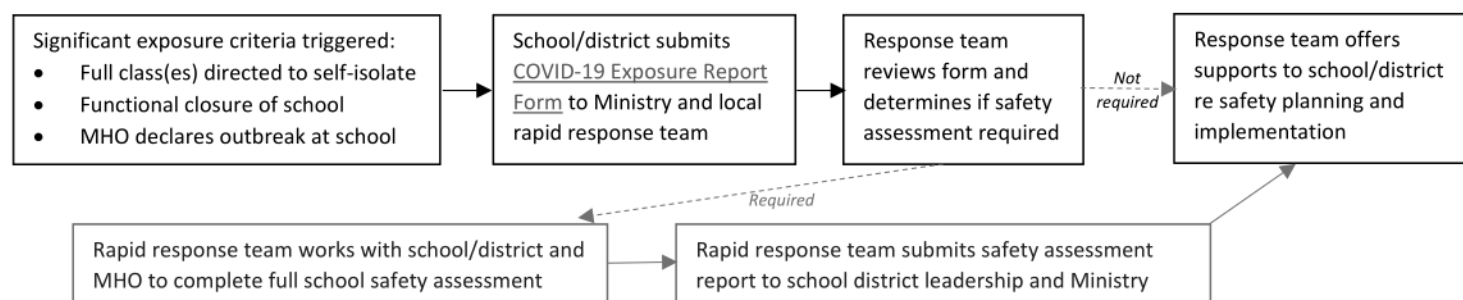 Significant exposure criteria triggered:
• Full class(es) directed to self-isolate
• Functional closure of school
• MHO declares outbreak at school
School/district submits
COVID-19 Exposure Report
Form to Ministry and local
rapid response team
Response team
reviews form and
determines if safety
assessment required
Not
required
Response team offers
supports to school/district
re safety planning and
implementation
Required
Rapid response team works with school/district and
MHO to complete full school safety assessment
Rapid response team submits safety assessment
report to school district leadership and Ministry